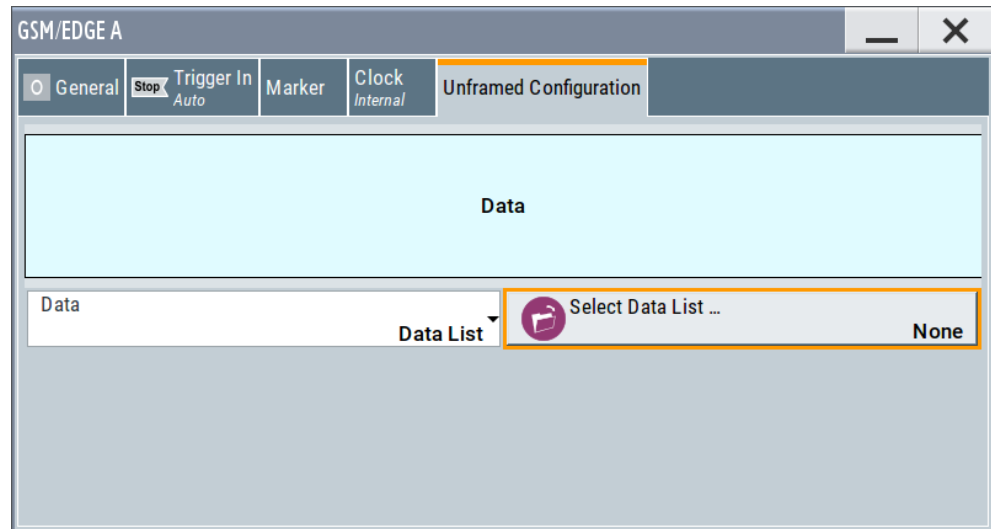 GSM/EDGE A
O General Stop Trigger In Marker Clock Unframed Configuration
Auto Internal
Data
Data Select Data List ...
Data List None